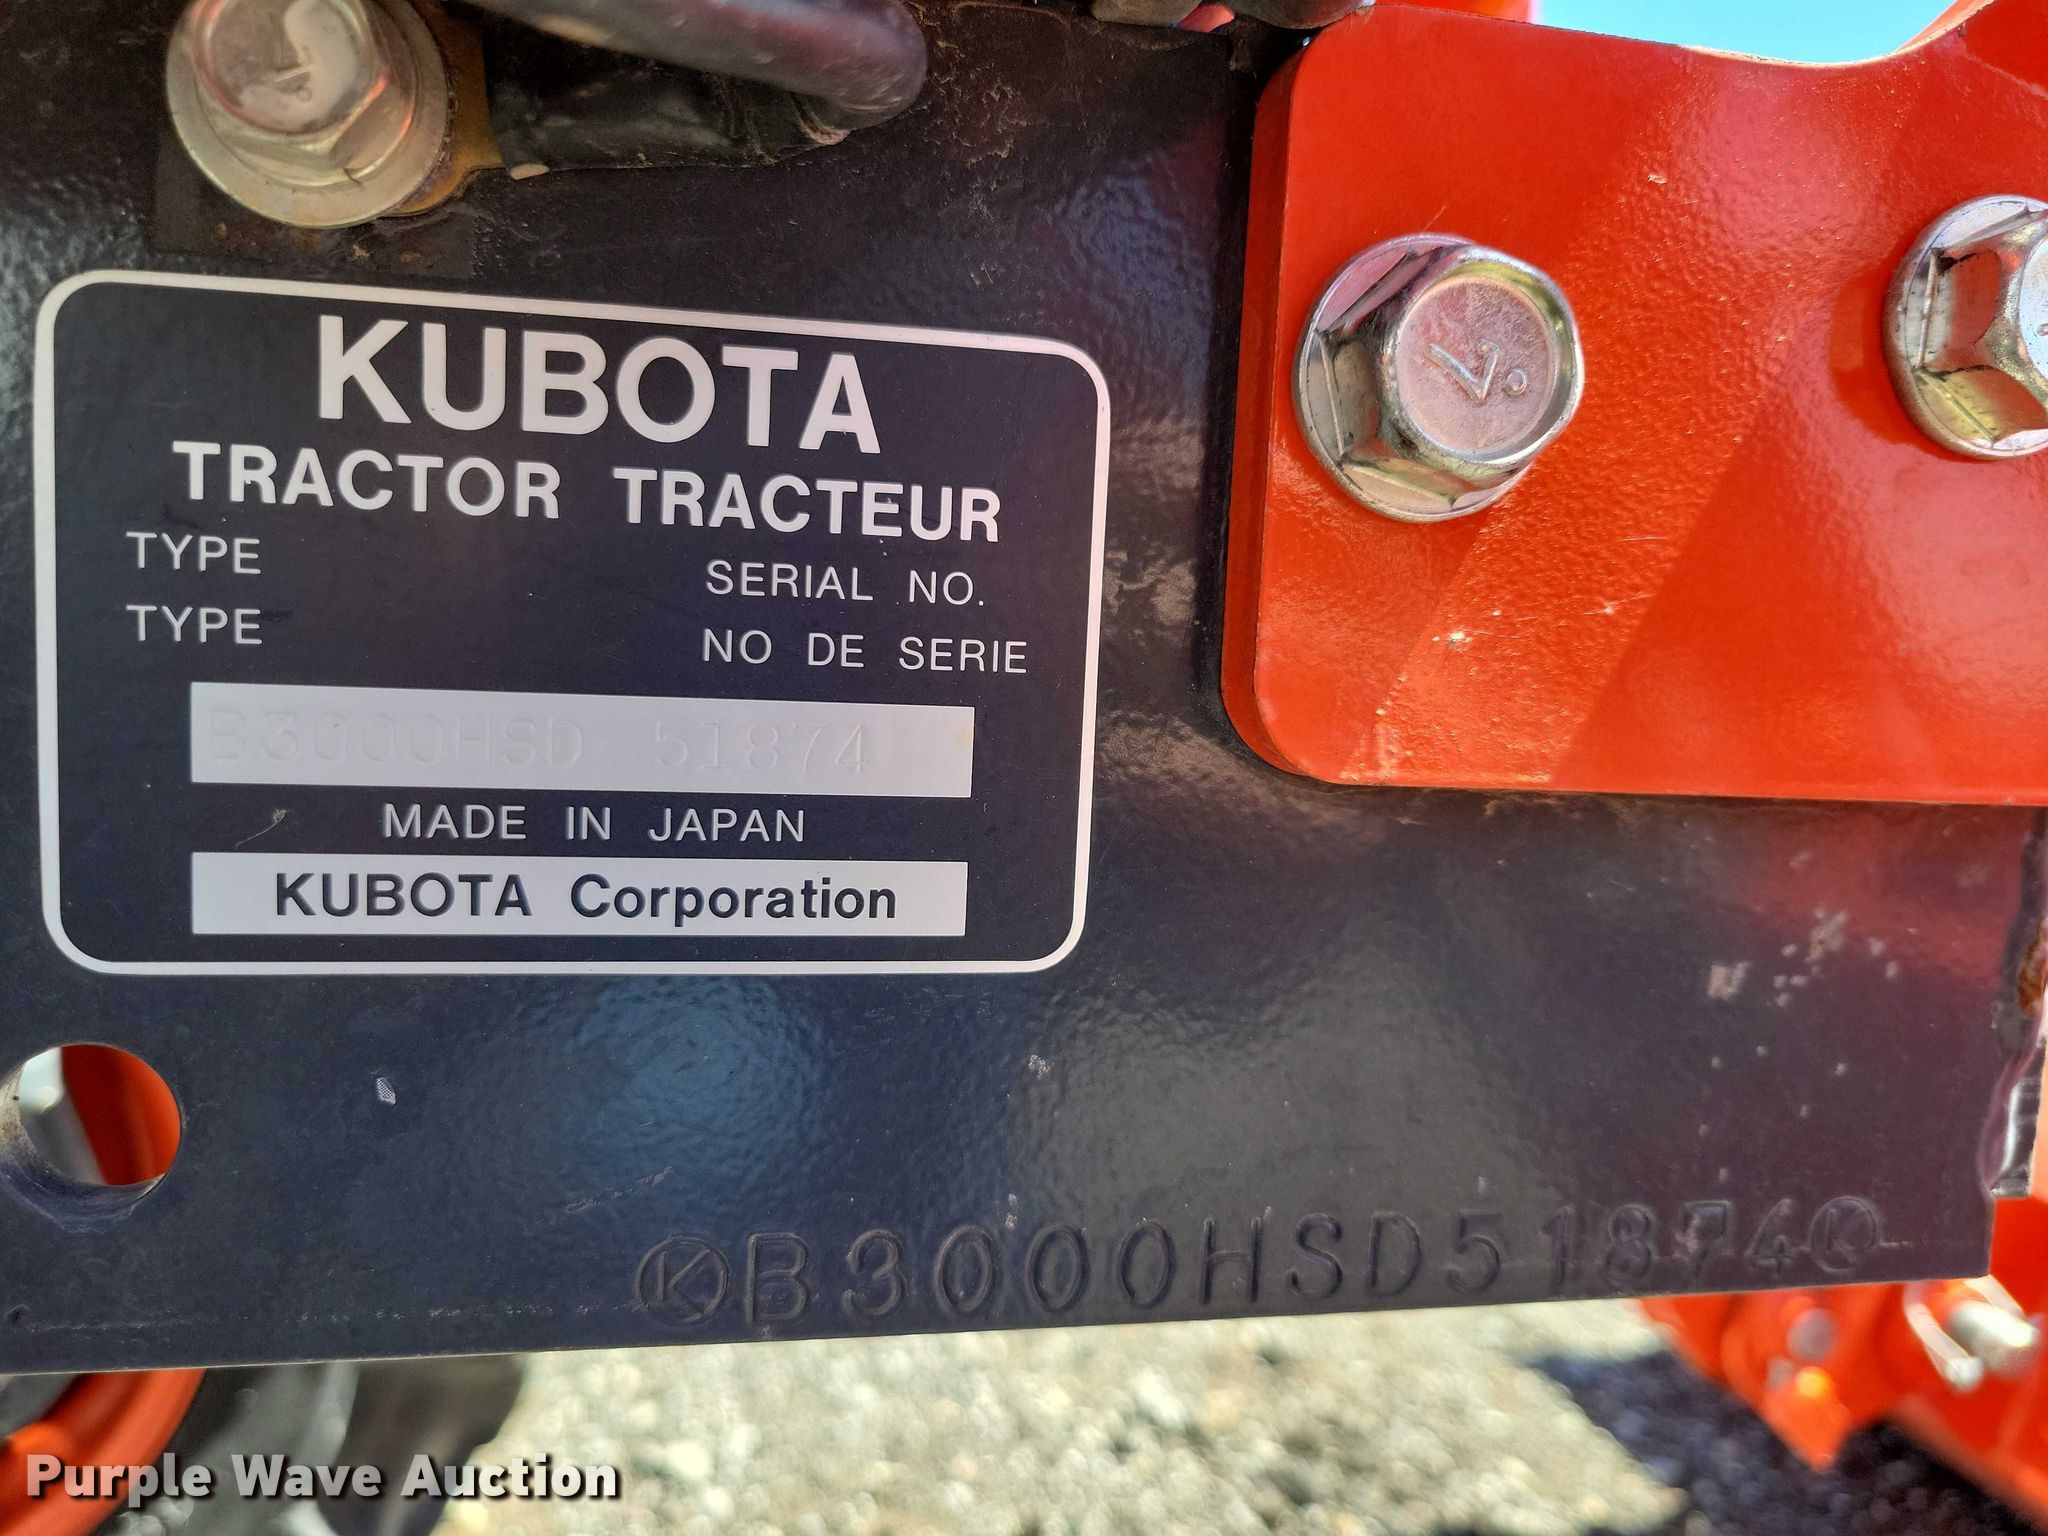 KUBOTA
TRACTOR TRACTEUR
TYPE SERIAL NO.
TYPE NO DE SERIE
B3000HSD 51874
MADE IN JAPAN
KUBOTA Corporation
K B3000HSD51874 K
Purple Wave Auction